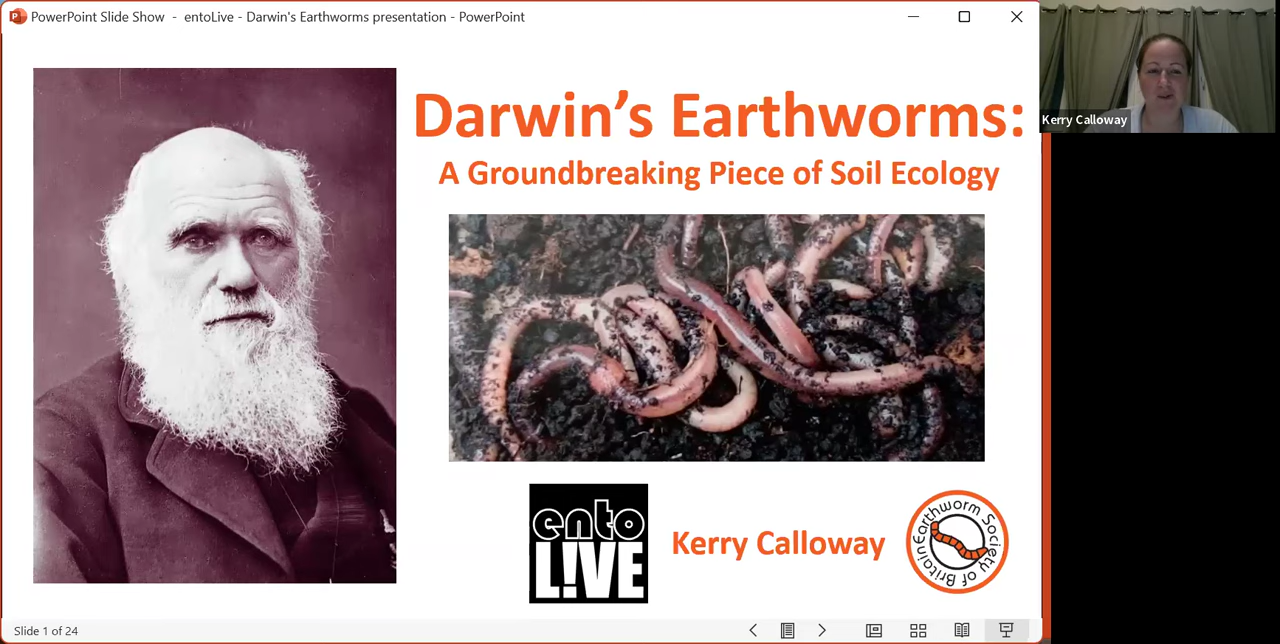 PowerPoint Slide Show - entoLive - Darwin's Earthworms presentation - PowerPoint
Kerry Calloway
Darwin's Earthworms:
A Groundbreaking Piece of Soil Ecology
ento
L!VE
Kerry Calloway
Earthworm Society
of Britain
Slide 1 of 24